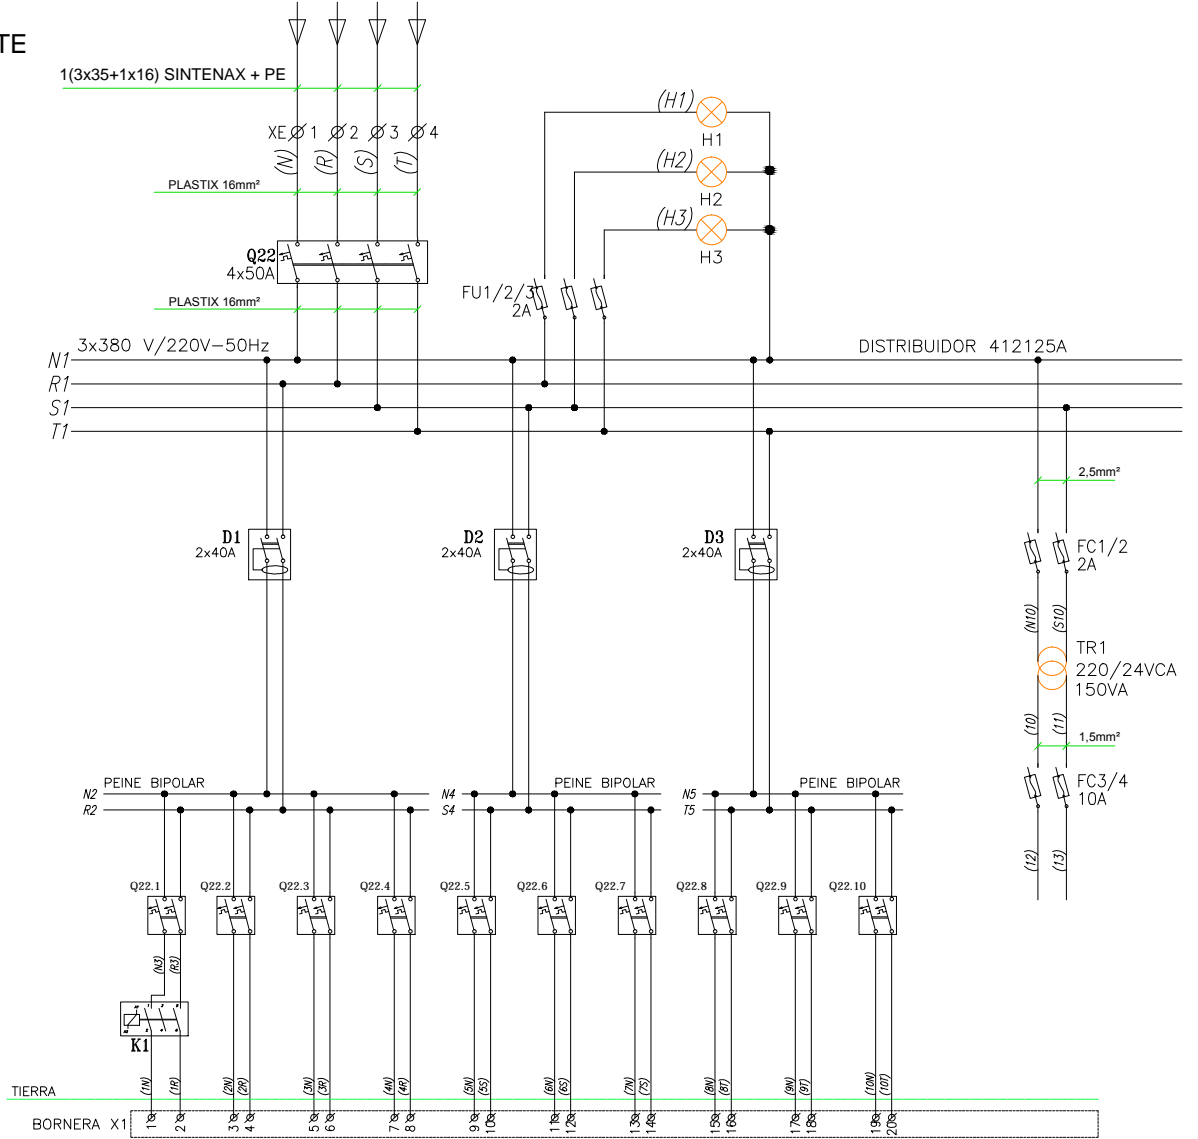 TE
1(3x35+1x16) SINTENAX + PE
XE 1 2 3 4
(N) (R) (S) (T)
PLASTIX 16mm²
Q22
4x50A
PLASTIX 16mm²
(H1)
H1
(H2)
H2
(H3)
H3
FU1/2/3
2A
3x380 V/220V-50Hz
DISTRIBUIDOR 412125A
N1
R1
S1
T1
2,5mm²
D1
2x40A
D2
2x40A
D3
2x40A
FC1/2
2A
(N10) (S10)
TR1
220/24VCA
150VA
(10) (11)
1,5mm²
FC3/4
10A
(12) (13)
PEINE BIPOLAR
N2
R2
PEINE BIPOLAR
N4
S4
PEINE BIPOLAR
N5
T5
Q22.1 Q22.2 Q22.3 Q22.4 Q22.5 Q22.6 Q22.7 Q22.8 Q22.9 Q22.10
(N3) (R3)
K1
(1N) (1R) (2N) (2R) (3N) (3R) (4N) (4R) (5N) (5S) (6N) (6S) (7N) (7S) (8N) (8T) (9N) (9T) (10N) (10T)
TIERRA
BORNERA X1 1 2 3 4 5 6 7 8 9 10 11 12 13 14 15 16 17 18 19 20